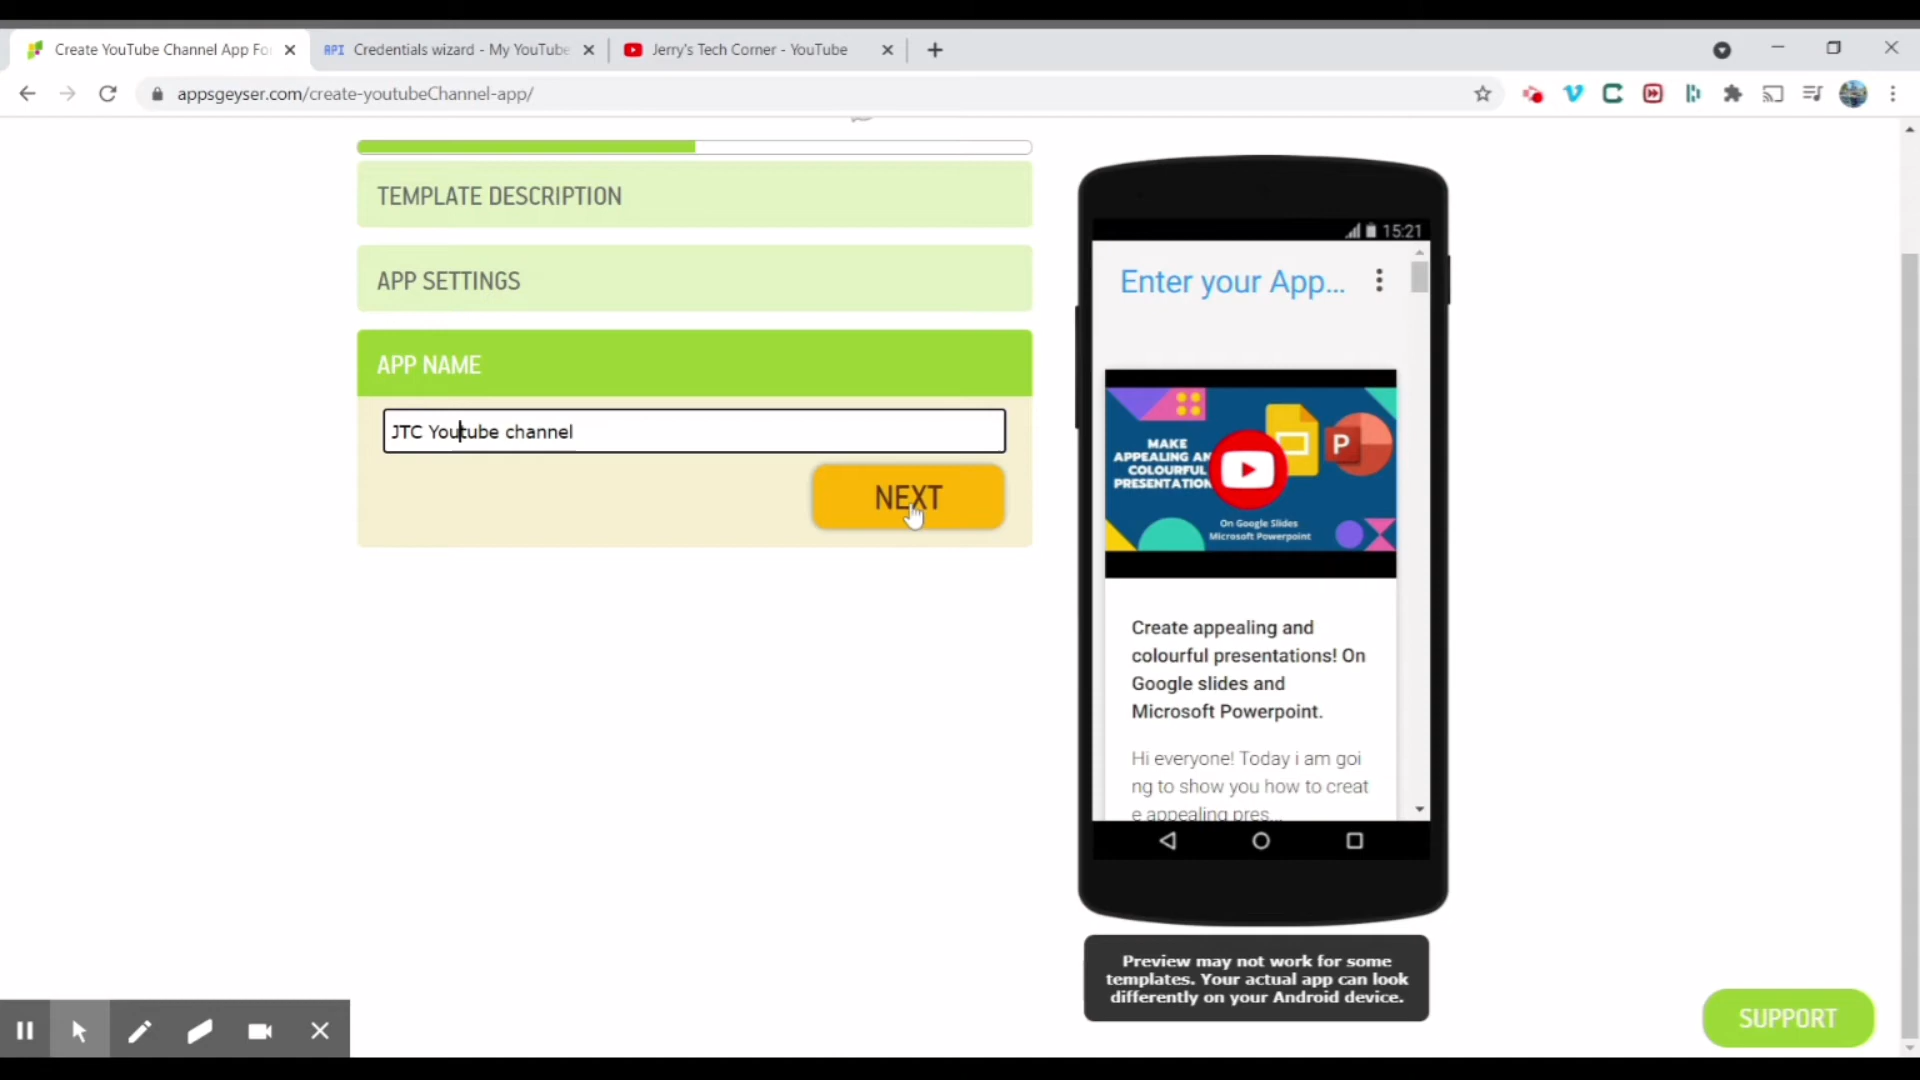 Create YouTube Channel App Fo
API Credentials wizard - My YouTube
Jerry's Tech Corner - YouTube
appsgeyser.com/create-youtubeChannel-app/
TEMPLATE DESCRIPTION
APP SETTINGS
APP NAME
JTC Youtube channel
NEXT
15:21
Enter your App...
MAKE
APPEALING AN
COLOURFUL
PRESENTATION
P
On Google Slides
Microsoft Powerpoint
Create appealing and
colourful presentations! On
Google slides and
Microsoft Powerpoint.
Hi everyone! Today i am goi
ng to show you how to creat
e appealing pres...
Preview may not work for some
templates. Your actual app can look
differently on your Android device.
SUPPORT